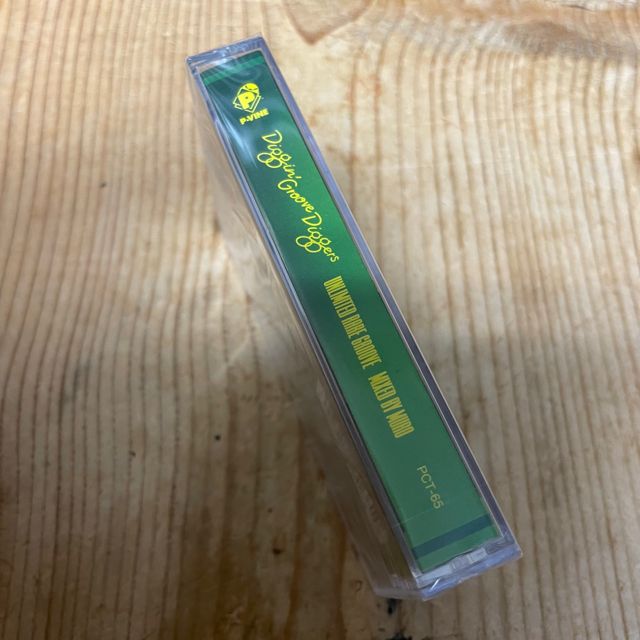 P
P-VINE
Diggin' Groove Diggers
UNLIMITED RARE GROOVE MIXED BY MURO
PCT-65